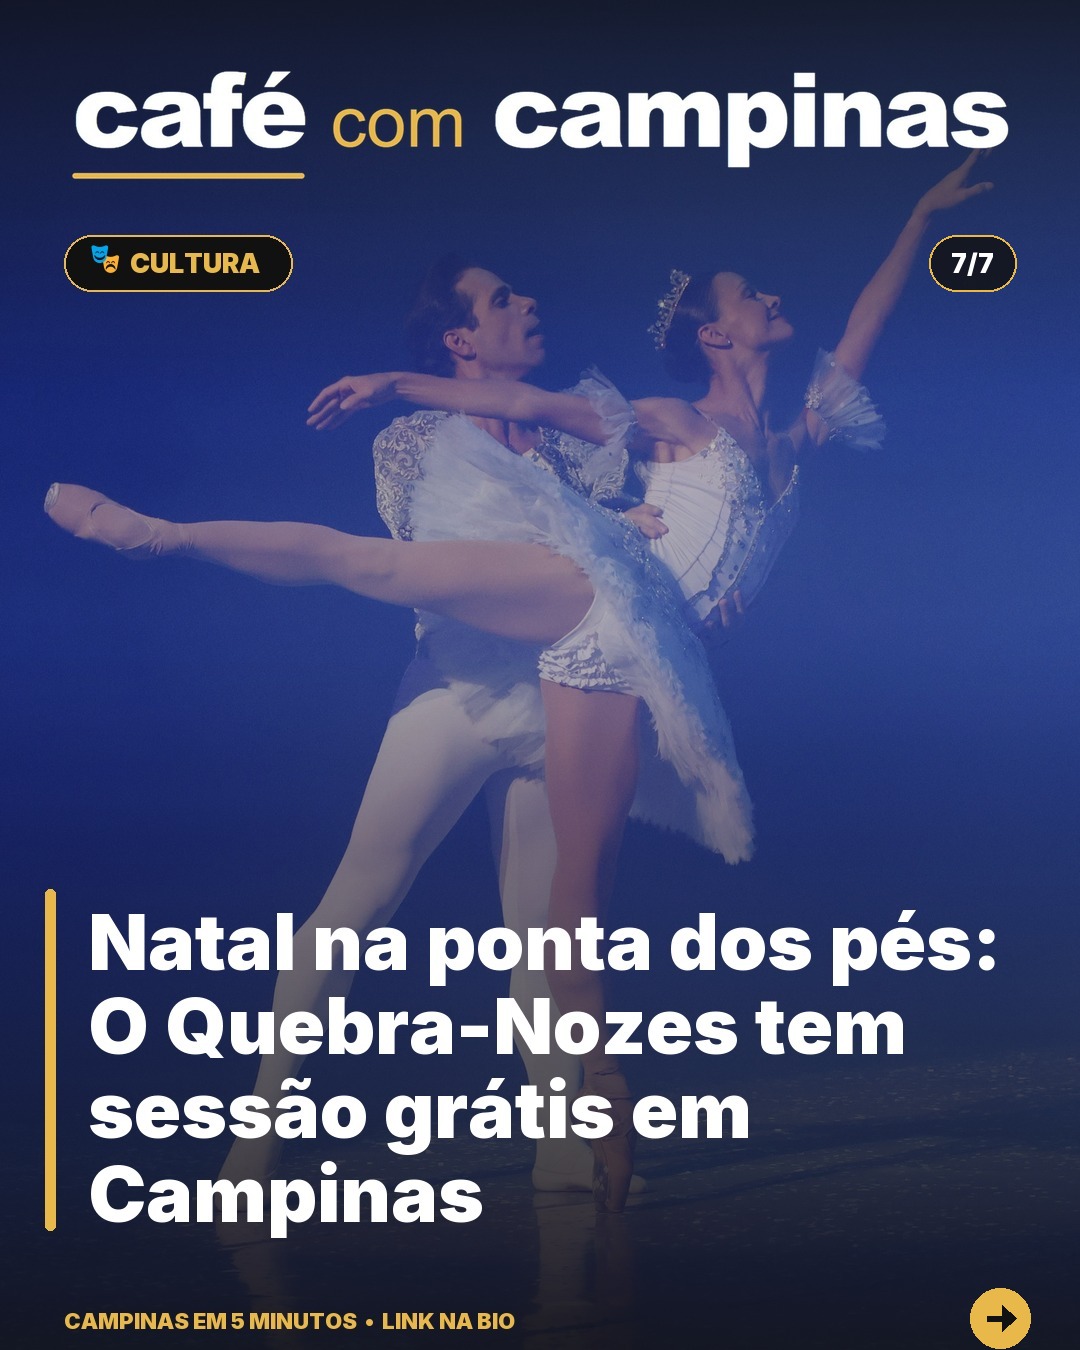 café com campinas
🎭 CULTURA
7/7
Natal na ponta dos pés:
O Quebra-Nozes tem
sessão grátis em
Campinas
CAMPINAS EM 5 MINUTOS • LINK NA BIO